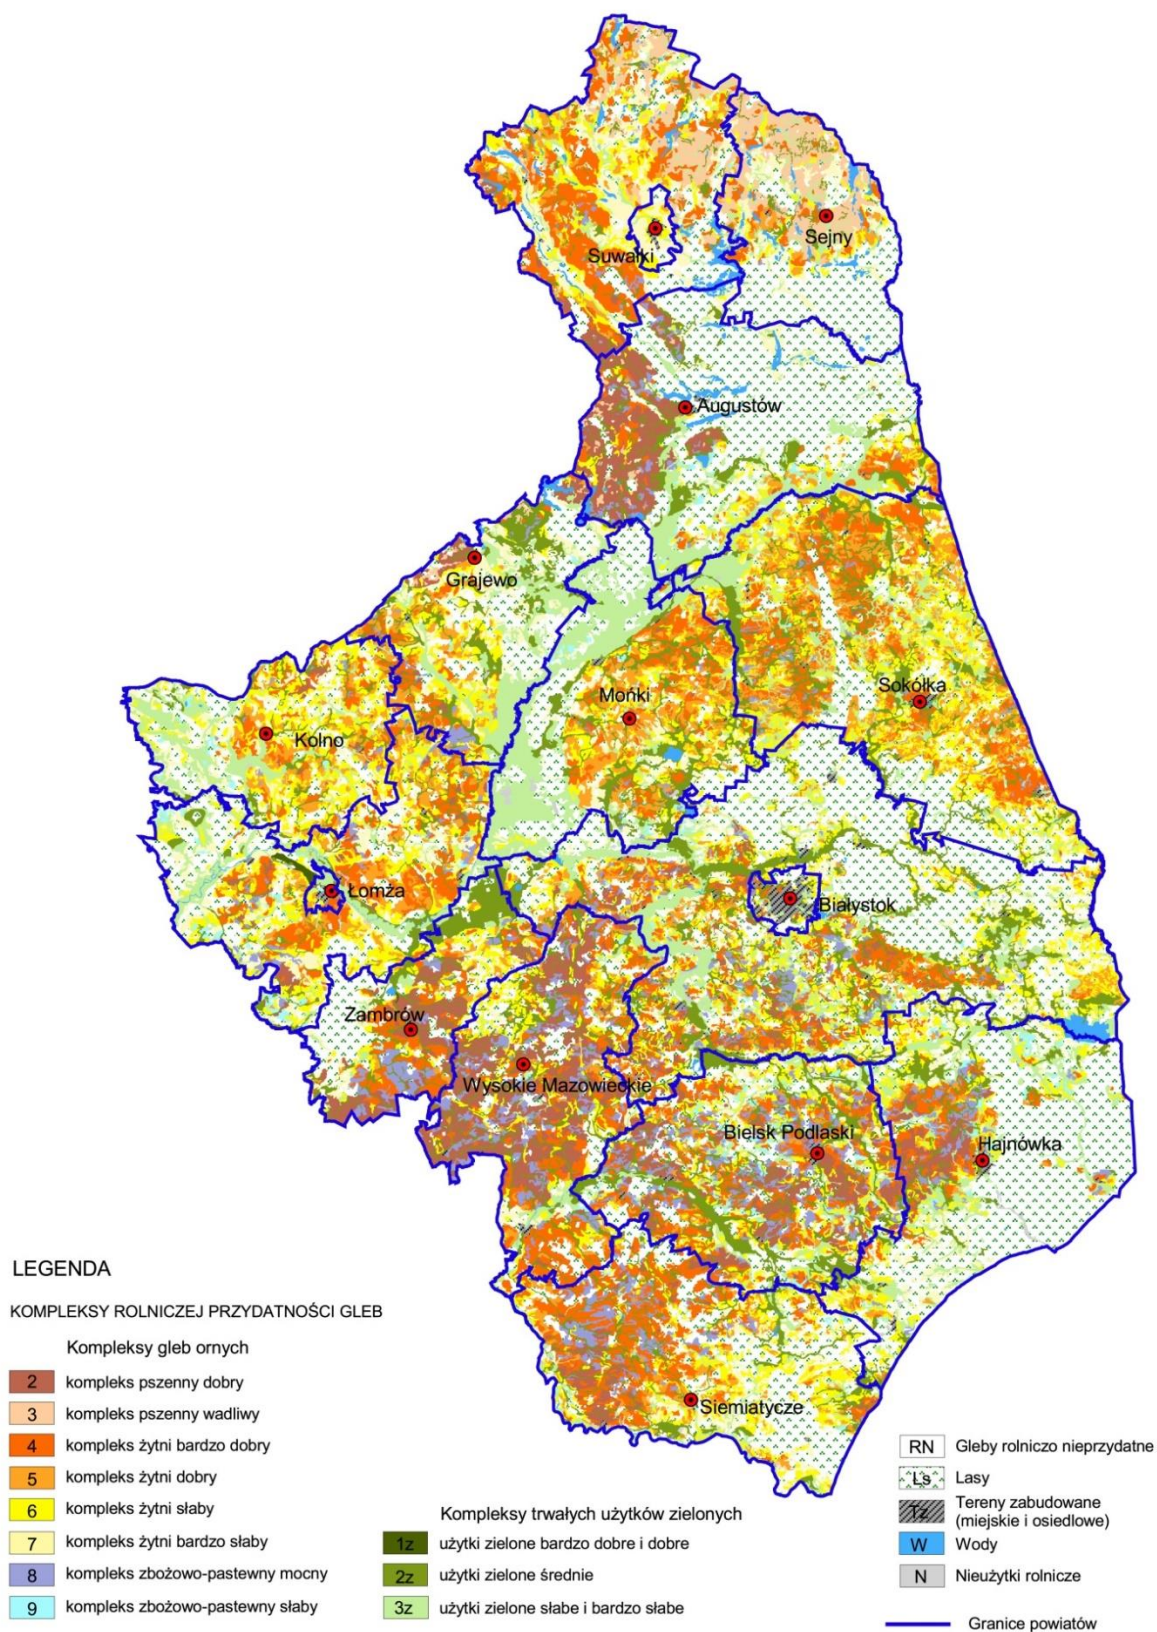 Sejny
Suwałki
Augustów
Grajewo
Sokółka
Mońki
Kolno
Łomża
Białystok
Zambrów
Wysokie Mazowieckie
Bielsk Podlaski
Hajnówka
Siemiatycze
LEGENDA
KOMPLEKSY ROLNICZEJ PRZYDATNOŚCI GLEB
Kompleksy gleb ornych
2 kompleks pszenny dobry
3 kompleks pszenny wadliwy
4 kompleks żytni bardzo dobry
5 kompleks żytni dobry
6 kompleks żytni słaby
7 kompleks żytni bardzo słaby
8 kompleks zbożowo-pastewny mocny
9 kompleks zbożowo-pastewny słaby
Kompleksy trwałych użytków zielonych
1z użytki zielone bardzo dobre i dobre
2z użytki zielone średnie
3z użytki zielone słabe i bardzo słabe
RN Gleby rolniczo nieprzydatne
Ls Lasy
Tz Tereny zabudowane
(miejskie i osiedlowe)
W Wody
N Nieużytki rolnicze
Granice powiatów